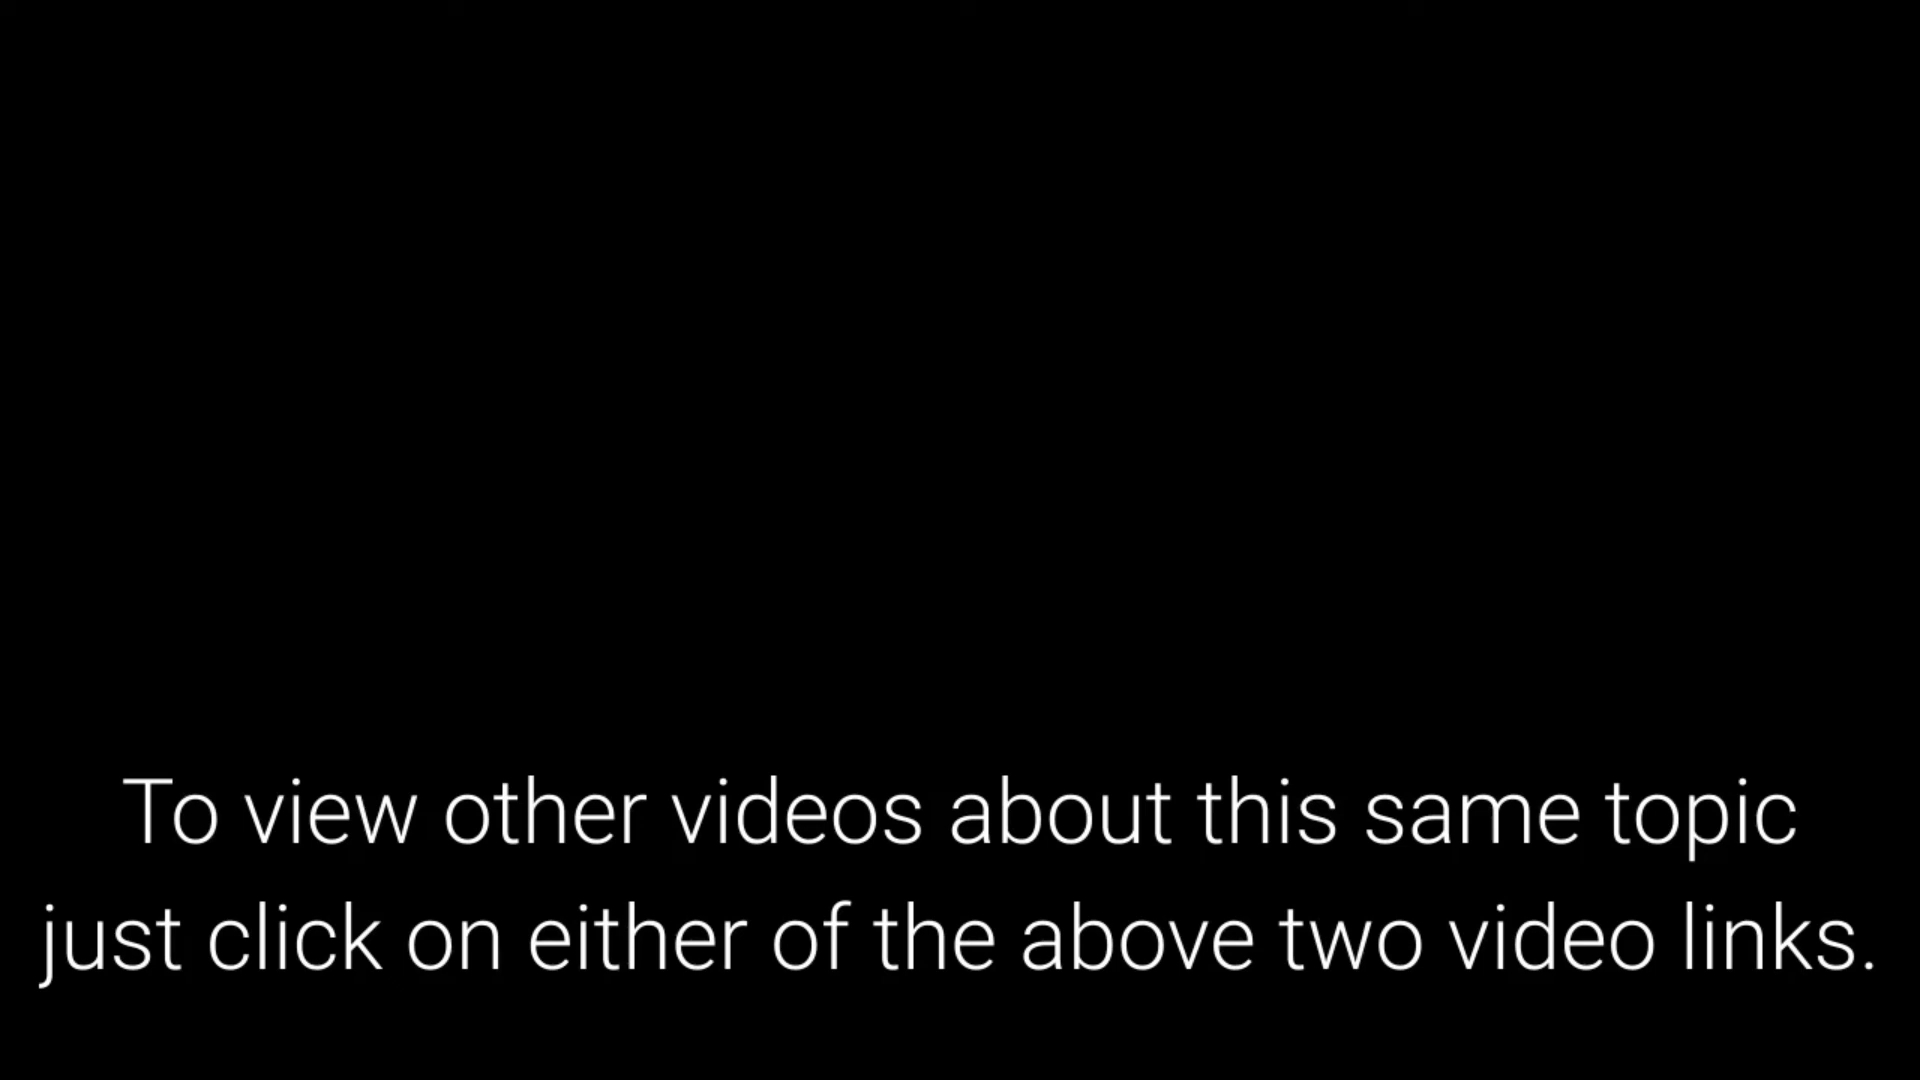 To view other videos about this same topic
just click on either of the above two video links.